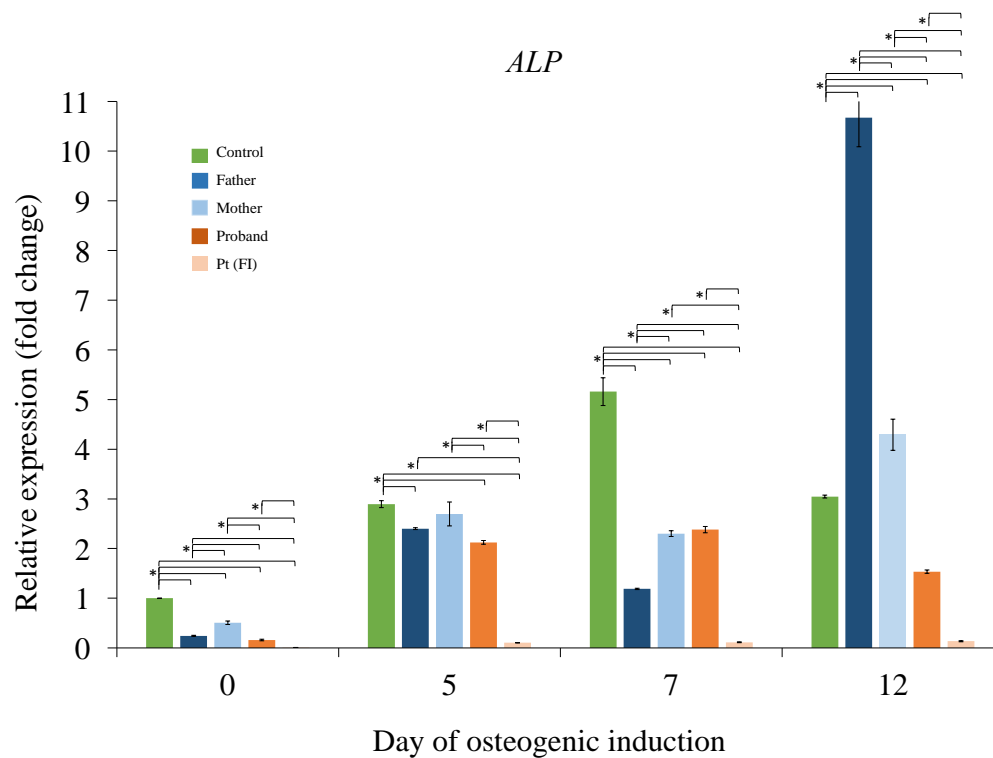 ALP
Relative expression (fold change)
11
10
9
8
7
6
5
4
3
2
1
0
Control
Father
Mother
Proband
Pt (FI)
* * * *
* * * *
* * * *
* * * *
0 5 7 12
Day of osteogenic induction